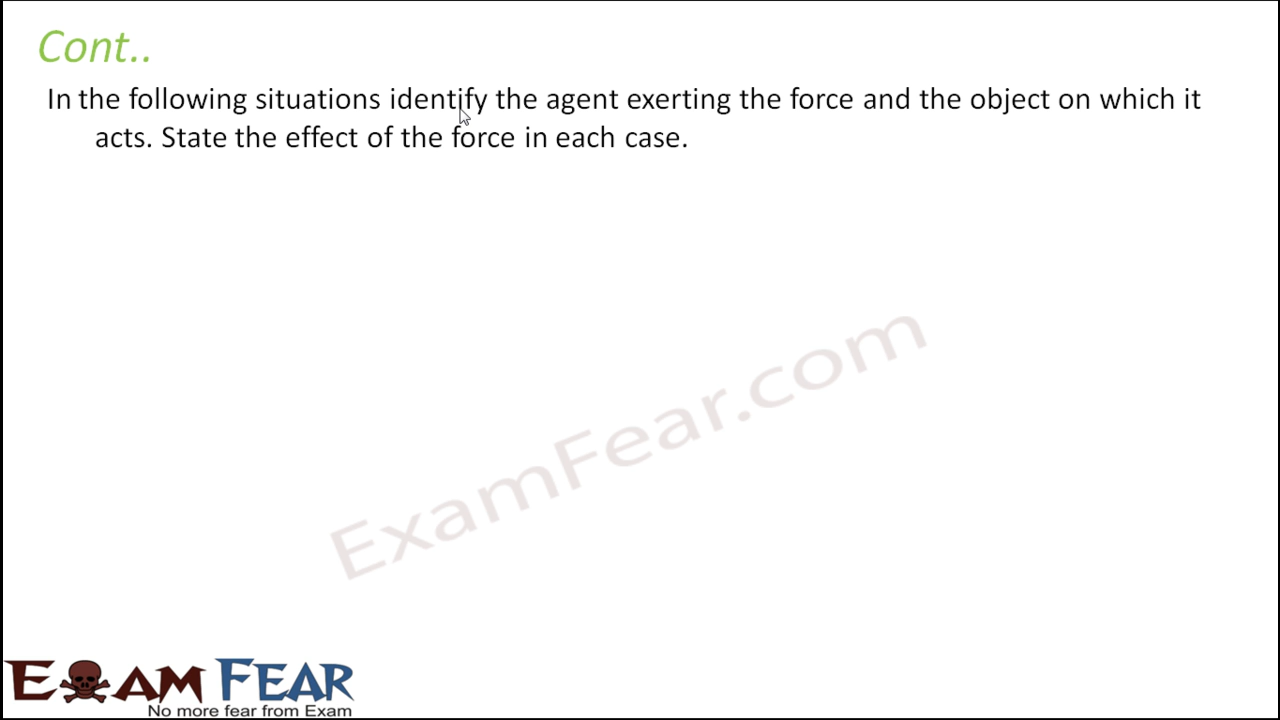 Cont..
In the following situations identify the agent exerting the force and the object on which it
acts. State the effect of the force in each case.
ExamFear.com
EXAM FEAR
No more fear from Exam